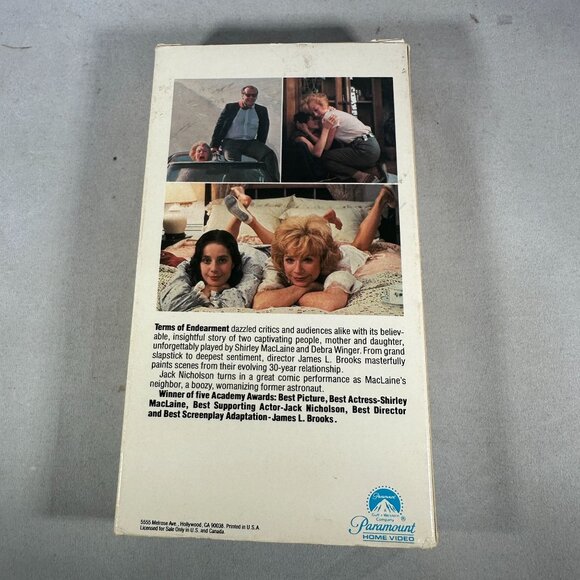 Terms of Endearment dazzled critics and audiences alike with its believ-
able, insightful story of two captivating people, mother and daughter,
unforgettably played by Shirley MacLaine and Debra Winger. From grand
slapstick to deepest sentiment, director James L. Brooks masterfully
paints scenes from their evolving 30-year relationship.
Jack Nicholson turns in a great comic performance as MacLaine's
neighbor, a boozy, womanizing former astronaut.
Winner of five Academy Awards: Best Picture, Best Actress-Shirley
MacLaine, Best Supporting Actor-Jack Nicholson, Best Director
and Best Screenplay Adaptation-James L. Brooks.
5555 Melrose Ave., Hollywood, CA 90038. Printed in U.S.A.
Licensed for Sale Only in U.S. and Canada.
Paramount
Company
®
Paramount
HOME VIDEO